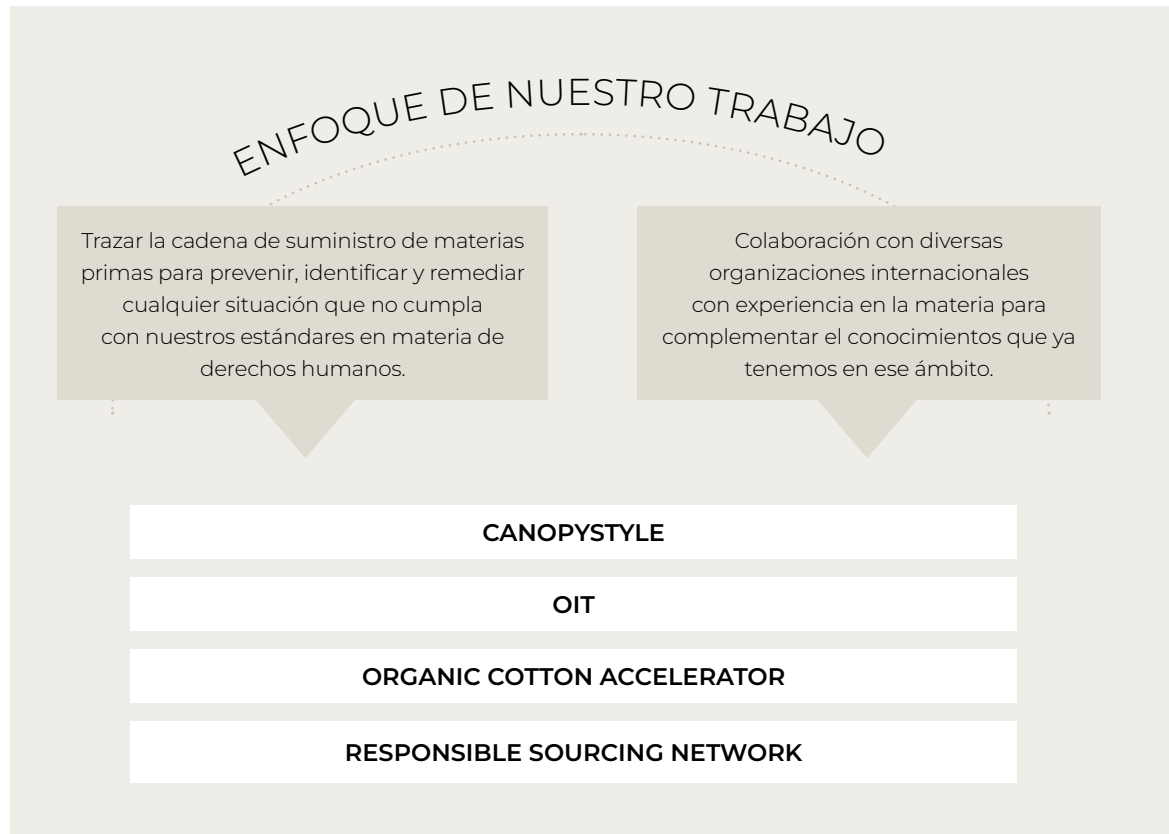 ENFOQUE DE NUESTRO TRABAJO
Trazar la cadena de suministro de materias
primas para prevenir, identificar y remediar
cualquier situación que no cumpla
con nuestros estándares en materia de
derechos humanos.
Colaboración con diversas
organizaciones internacionales
con experiencia en la materia para
complementar el conocimientos que ya
tenemos en ese ámbito.
CANOPYSTYLE
OIT
ORGANIC COTTON ACCELERATOR
RESPONSIBLE SOURCING NETWORK